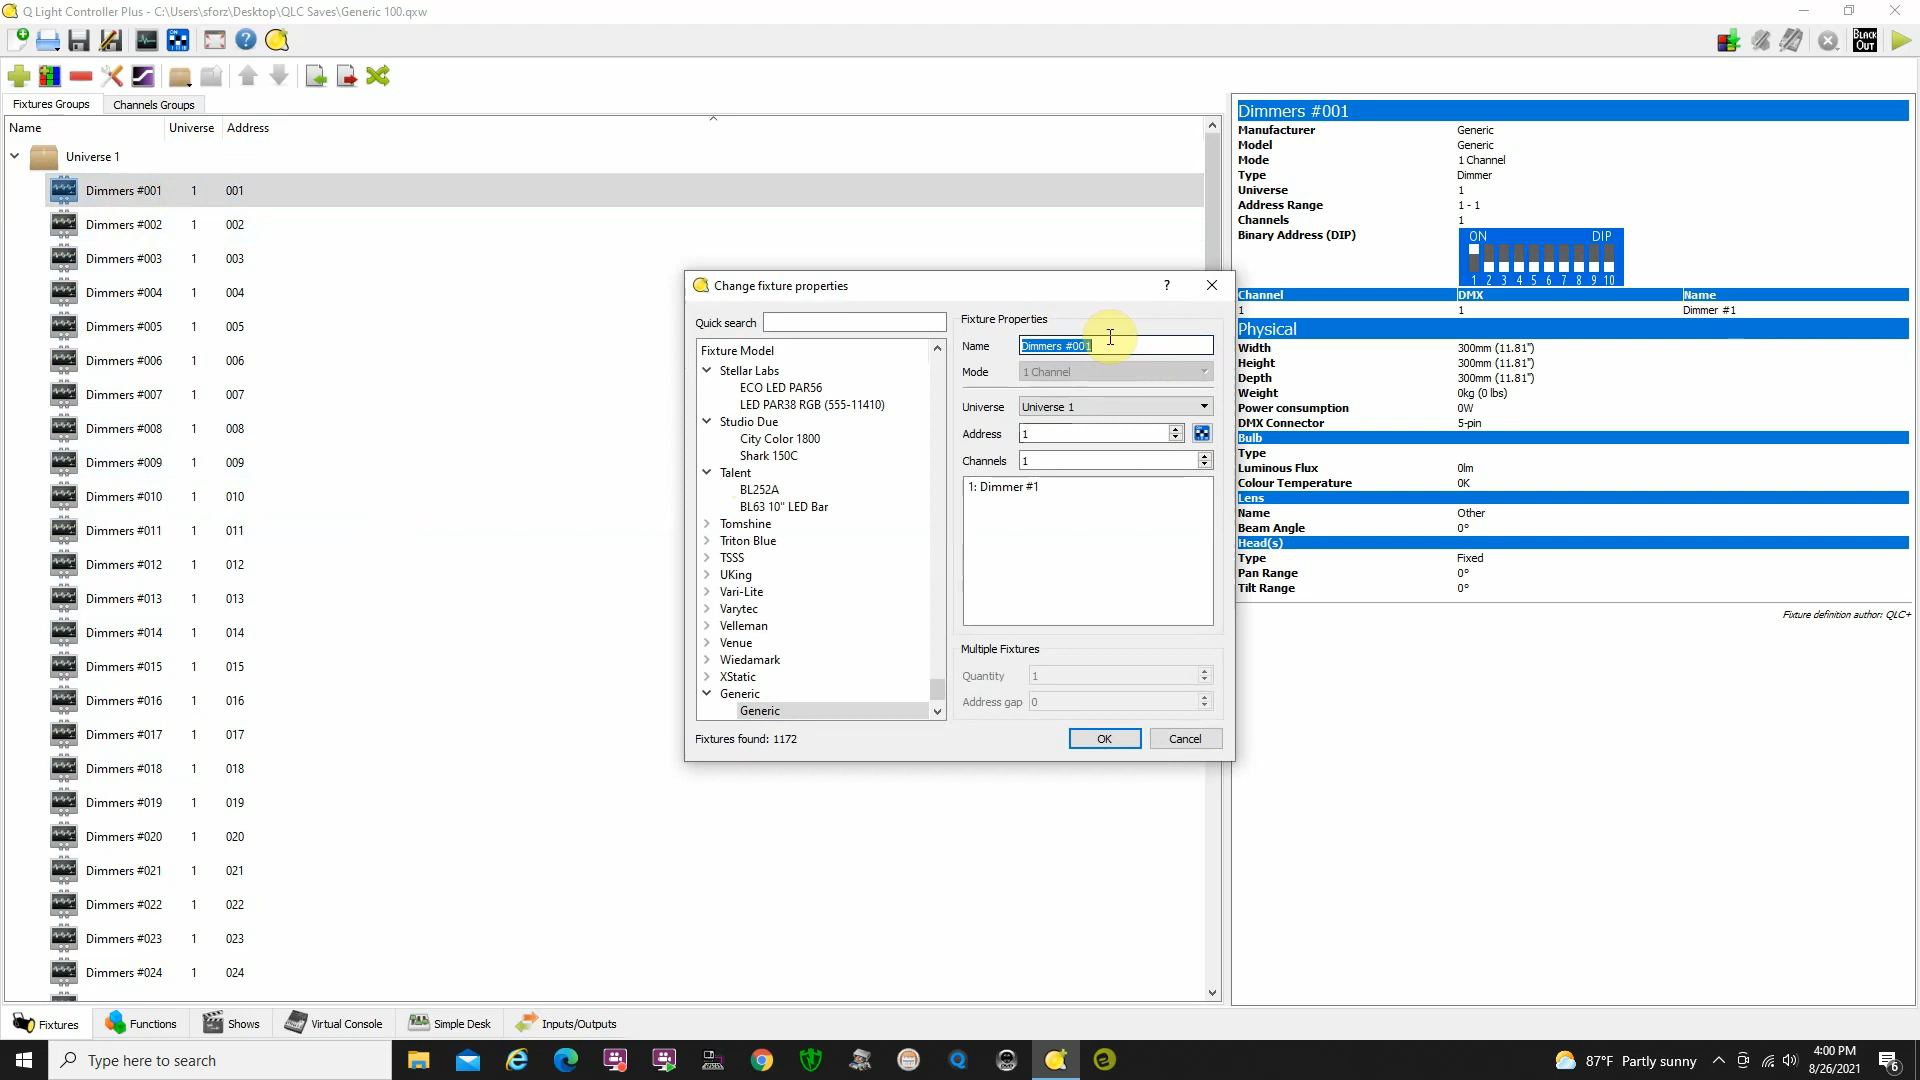 Q Light Controller Plus - C:\Users\sforz\Desktop\QLC Saves\Generic 100.qxw
BLACK OUT
Fixtures Groups Channels Groups
Name Universe Address
Universe 1
Dimmers #001 1 001
Dimmers #002 1 002
Dimmers #003 1 003
Dimmers #004 1 004
Dimmers #005 1 005
Dimmers #006 1 006
Dimmers #007 1 007
Dimmers #008 1 008
Dimmers #009 1 009
Dimmers #010 1 010
Dimmers #011 1 011
Dimmers #012 1 012
Dimmers #013 1 013
Dimmers #014 1 014
Dimmers #015 1 015
Dimmers #016 1 016
Dimmers #017 1 017
Dimmers #018 1 018
Dimmers #019 1 019
Dimmers #020 1 020
Dimmers #021 1 021
Dimmers #022 1 022
Dimmers #023 1 023
Dimmers #024 1 024
Change fixture properties ?
Quick search
Fixture Model
Stellar Labs
ECO LED PAR56
LED PAR38 RGB (555-11410)
Studio Due
City Color 1800
Shark 150C
Talent
BL252A
BL63 10" LED Bar
Tomshine
Triton Blue
TSSS
UKing
Vari-Lite
Varytec
Velleman
Venue
Wiedamark
XStatic
Generic
Generic
Fixtures found: 1172
Fixture Properties
Name Dimmers #001
Mode 1 Channel
Universe Universe 1
Address 1
Channels 1
1: Dimmer #1
Multiple Fixtures
Quantity 1
Address gap 0
OK Cancel
Dimmers #001
Manufacturer Generic
Model Generic
Mode 1 Channel
Type Dimmer
Universe 1
Address Range 1 - 1
Channels 1
Binary Address (DIP)
ON DIP
1 2 3 4 5 6 7 8 9 10
Channel DMX Name
1 1 Dimmer #1
Physical
Width 300mm (11.81")
Height 300mm (11.81")
Depth 300mm (11.81")
Weight 0kg (0 lbs)
Power consumption 0W
DMX Connector 5-pin
Bulb
Type
Luminous Flux 0lm
Colour Temperature 0K
Lens
Name Other
Beam Angle 0°
Head(s)
Type Fixed
Pan Range 0°
Tilt Range 0°
Fixture definition author: QLC+
Fixtures Functions Shows Virtual Console Simple Desk Inputs/Outputs
Type here to search
87°F Partly sunny
4:00 PM
8/26/2021
6